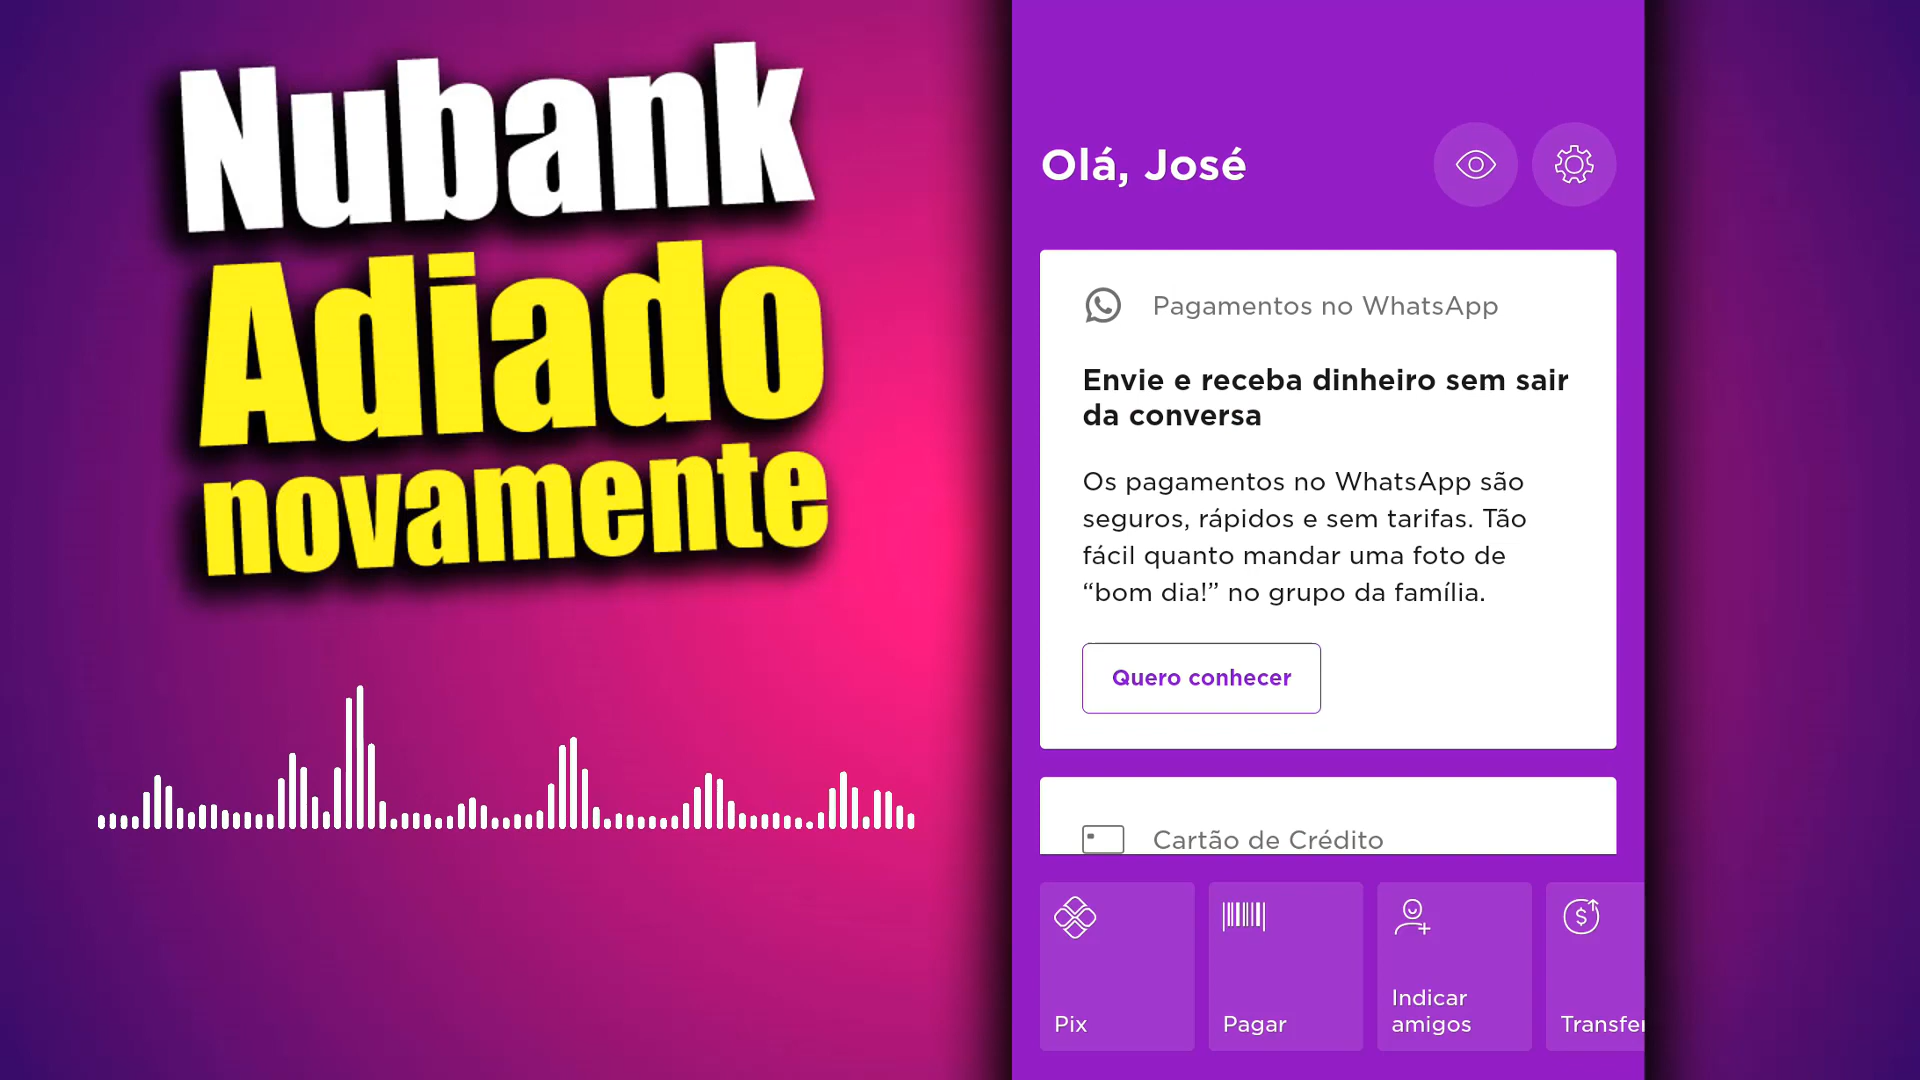 Nubank
Adiado
novamente
Olá, José
Pagamentos no WhatsApp
Envie e receba dinheiro sem sair
da conversa
Os pagamentos no WhatsApp são
seguros, rápidos e sem tarifas. Tão
fácil quanto mandar uma foto de
“bom dia!” no grupo da família.
Quero conhecer
Cartão de Crédito
Pix
Pagar
Indicar
amigos
Transfer